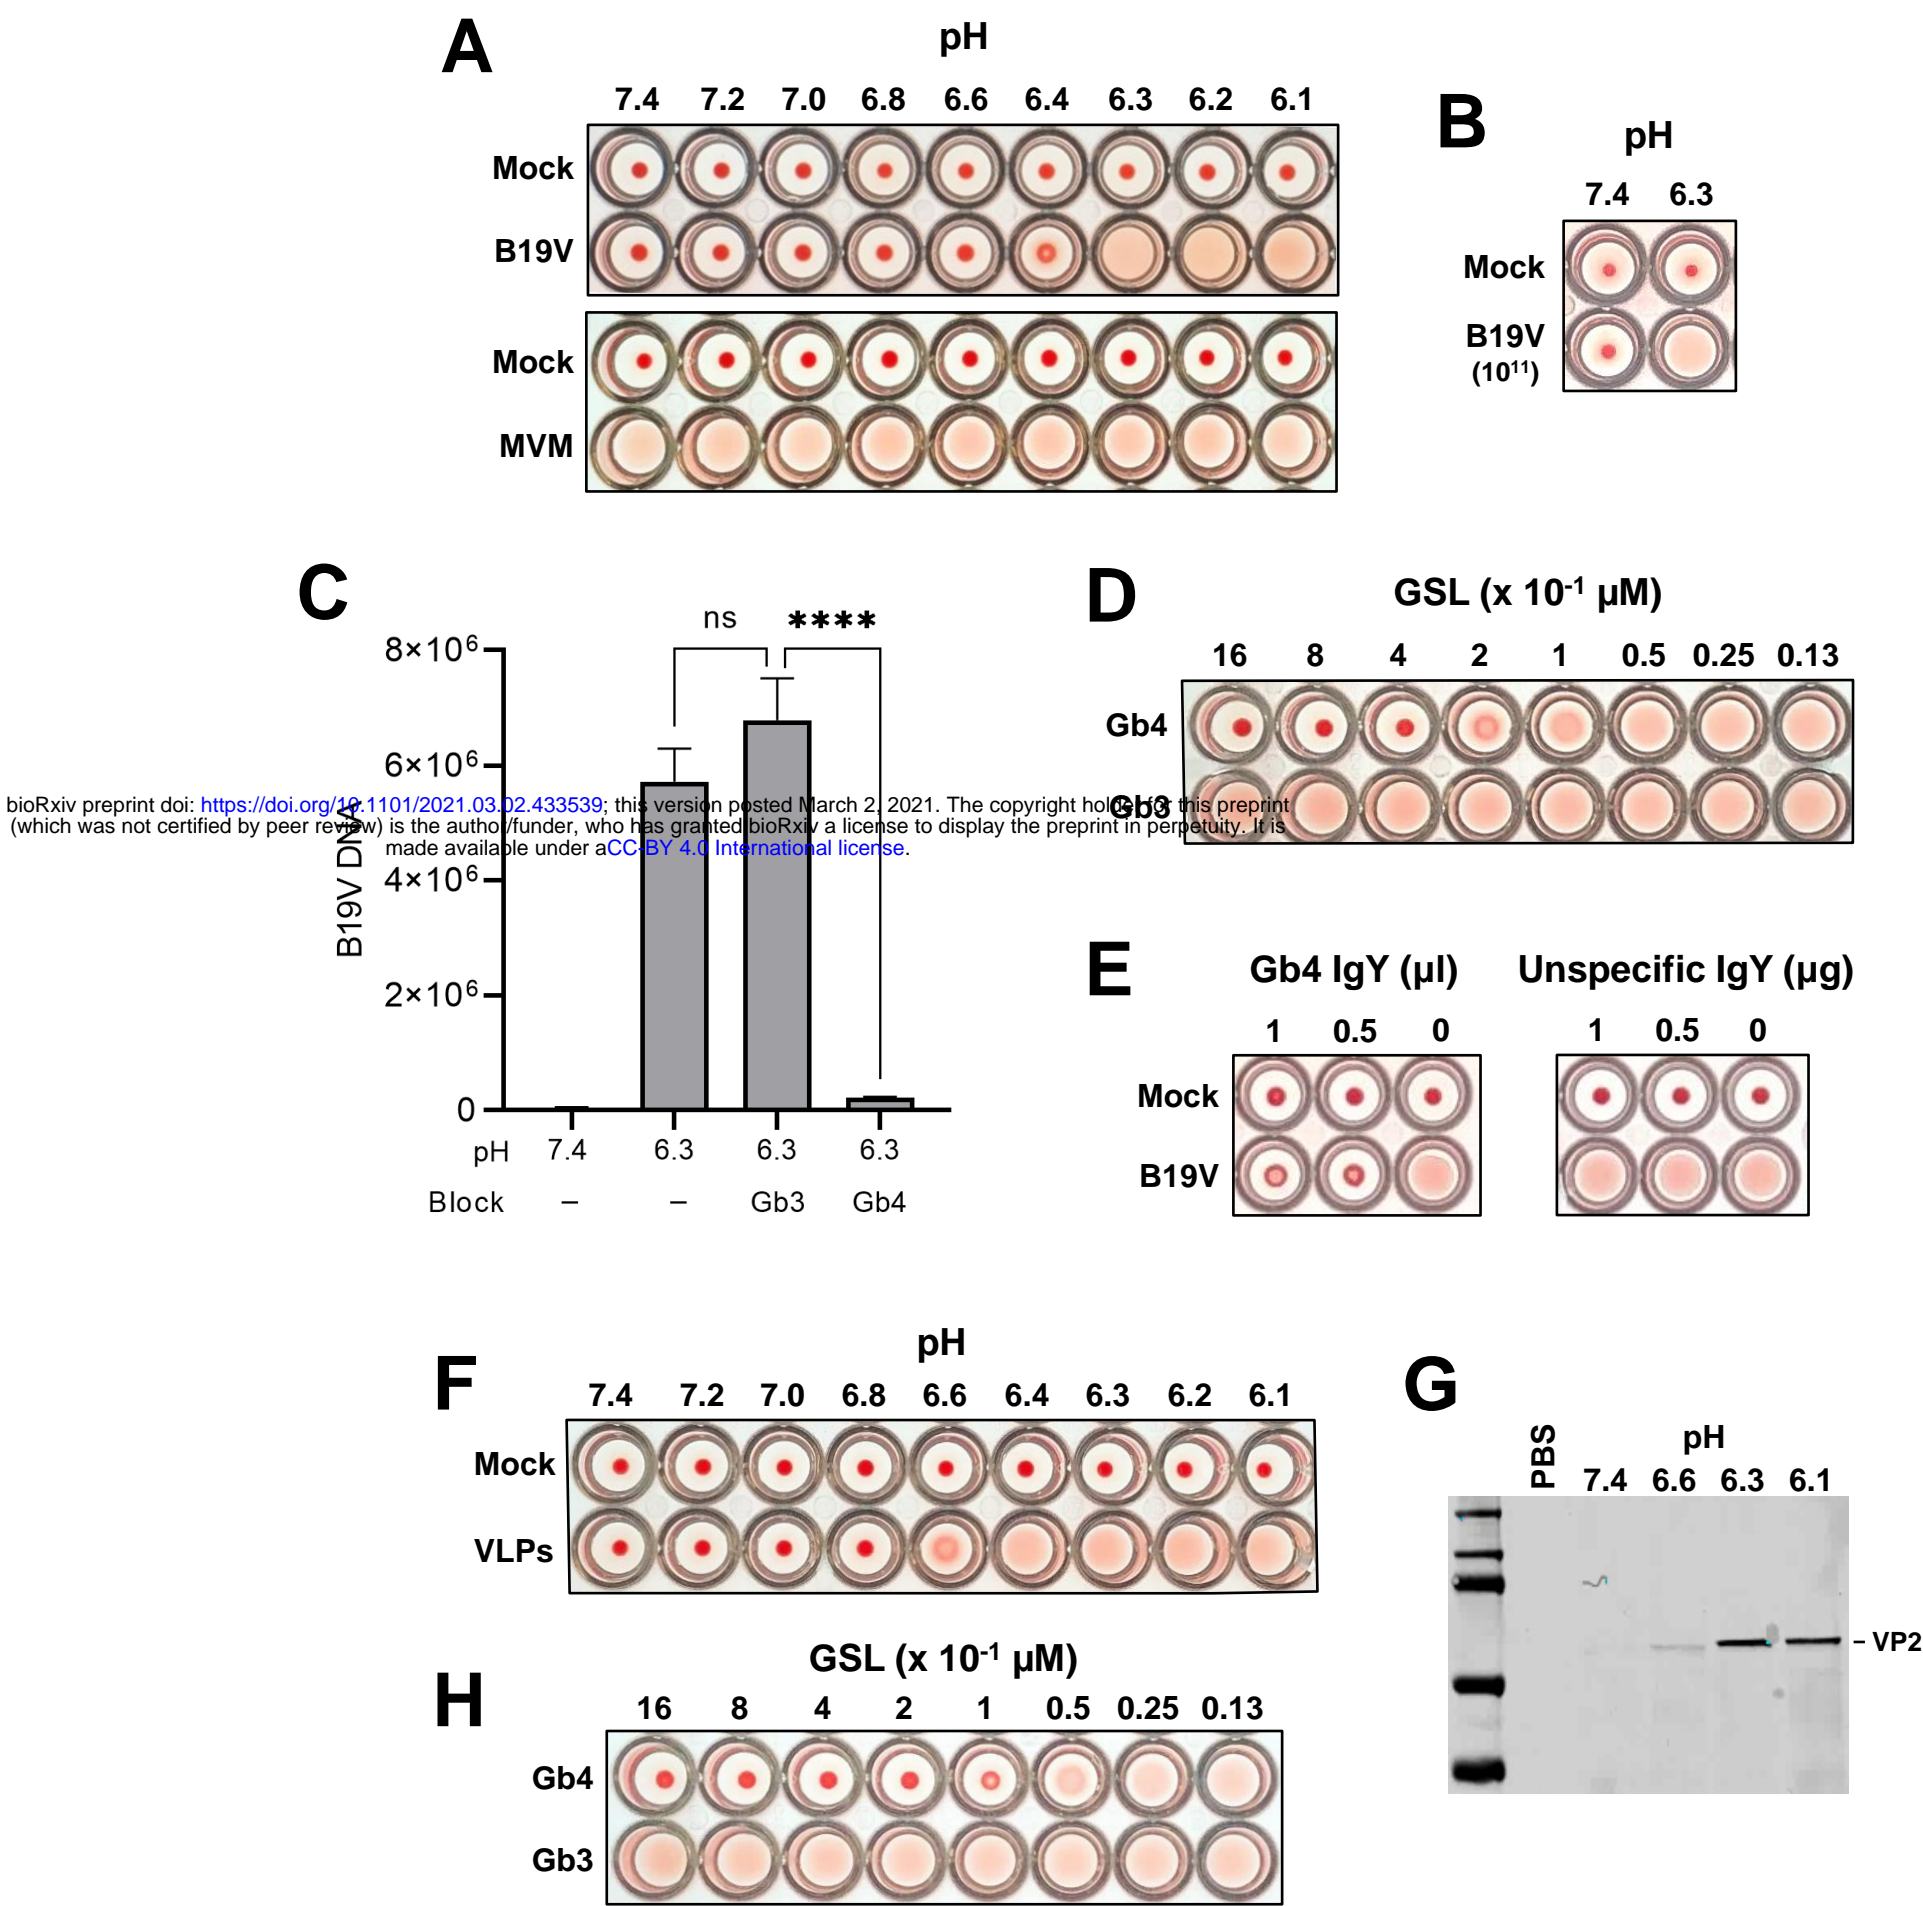 A
pH
7.4 7.2 7.0 6.8 6.6 6.4 6.3 6.2 6.1
Mock
B19V
Mock
MVM
B
pH
7.4 6.3
Mock
B19V
(10¹¹)
C
ns ****
8×10⁶
6×10⁶
4×10⁶
2×10⁶
0
B19V DNA
pH 7.4 6.3 6.3 6.3
Block – – Gb3 Gb4
bioRxiv preprint doi: https://doi.org/10.1101/2021.03.02.433539; this version posted March 2, 2021. The copyright holder for this preprint
(which was not certified by peer review) is the author/funder, who has granted bioRxiv a license to display the preprint in perpetuity. It is
made available under aCC-BY 4.0 International license.
D
GSL (x 10⁻¹ µM)
16 8 4 2 1 0.5 0.25 0.13
Gb4
Gb3
E
Gb4 IgY (µl) Unspecific IgY (µg)
1 0.5 0 1 0.5 0
Mock
B19V
F
pH
7.4 7.2 7.0 6.8 6.6 6.4 6.3 6.2 6.1
Mock
VLPs
G
PBS
pH
7.4 6.6 6.3 6.1
– VP2
H
GSL (x 10⁻¹ µM)
16 8 4 2 1 0.5 0.25 0.13
Gb4
Gb3